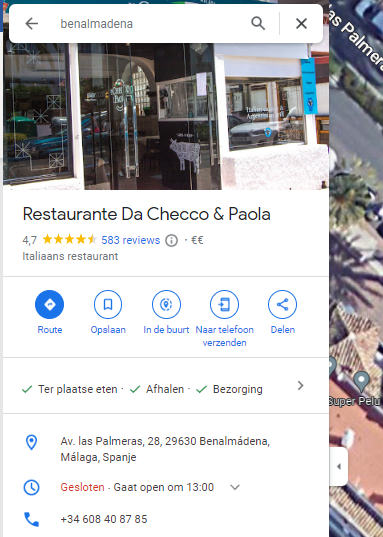 benalmadena
las Palmera
Restaurante Da Checco & Paola
4,7 583 reviews · €€
Italiaans restaurant
Route Opslaan In de buurt Naar telefoon verzenden Delen
Ter plaatse eten · Afhalen · Bezorging
Super Pelu
Av. las Palmeras, 28, 29630 Benalmádena,
Málaga, Spanje
Gesloten · Gaat open om 13:00
+34 608 40 87 85